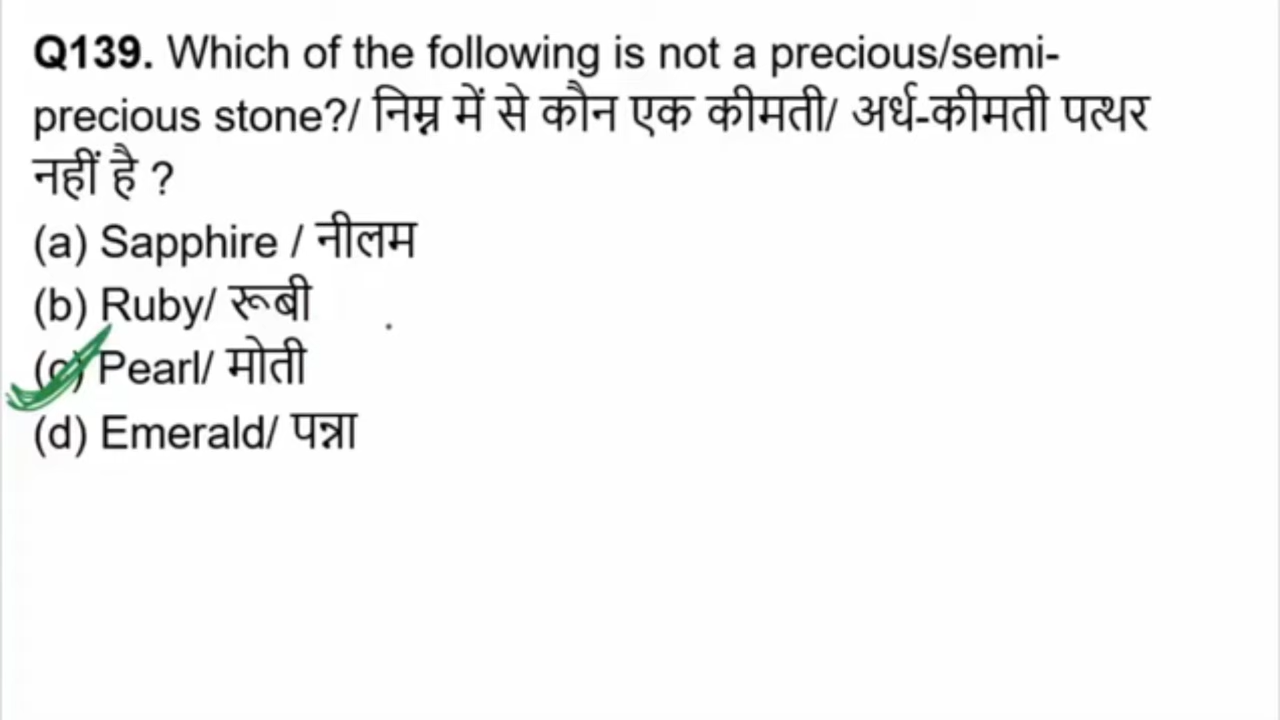 Q139. Which of the following is not a precious/semi-
precious stone?/ निम्न में से कौन एक कीमती/ अर्ध-कीमती पत्थर
नहीं है ?
(a) Sapphire / नीलम
(b) Ruby/ रूबी
(c) Pearl/ मोती
(d) Emerald/ पन्ना